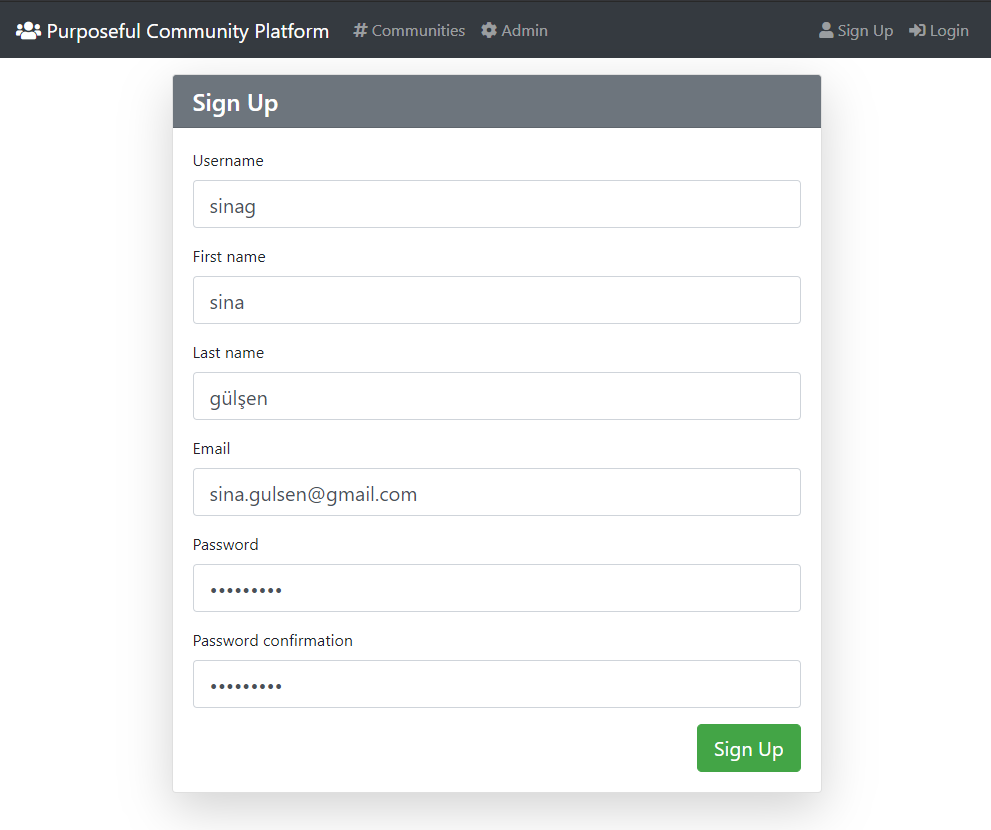 Purposeful Community Platform # Communities Admin Sign Up Login
Sign Up
Username
sinag
First name
sina
Last name
gülşen
Email
sina.gulsen@gmail.com
Password
•••••••••
Password confirmation
•••••••••
Sign Up